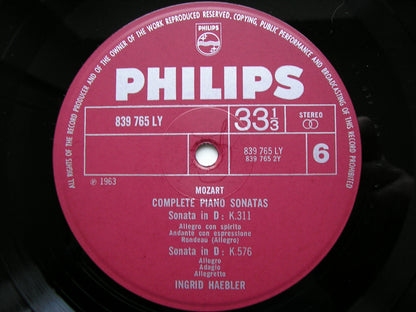 ALL RIGHTS OF THE RECORD PRODUCER AND OF THE OWNER OF THE WORK REPRODUCED RESERVED. COPYING, PUBLIC PERFORMANCE AND BROADCASTING OF THIS RECORD PROHIBITED
PHILIPS
PHILIPS
839 765 LY
33 1/3
STEREO
839 765 LY
839 765 2Y
6
℗ 1963
MOZART
COMPLETE PIANO SONATAS
Sonata in D: K.311
Allegro con spirito
Andante con espressione
Rondeau (Allegro)
Sonata in D: K.576
Allegro
Adagio
Allegretto
INGRID HAEBLER